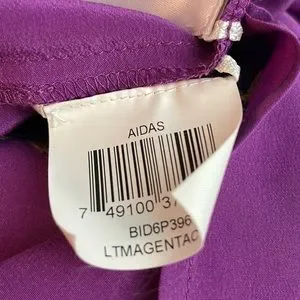 AIDAS
7 49100 37
BID6P396
LTMAGENTAC